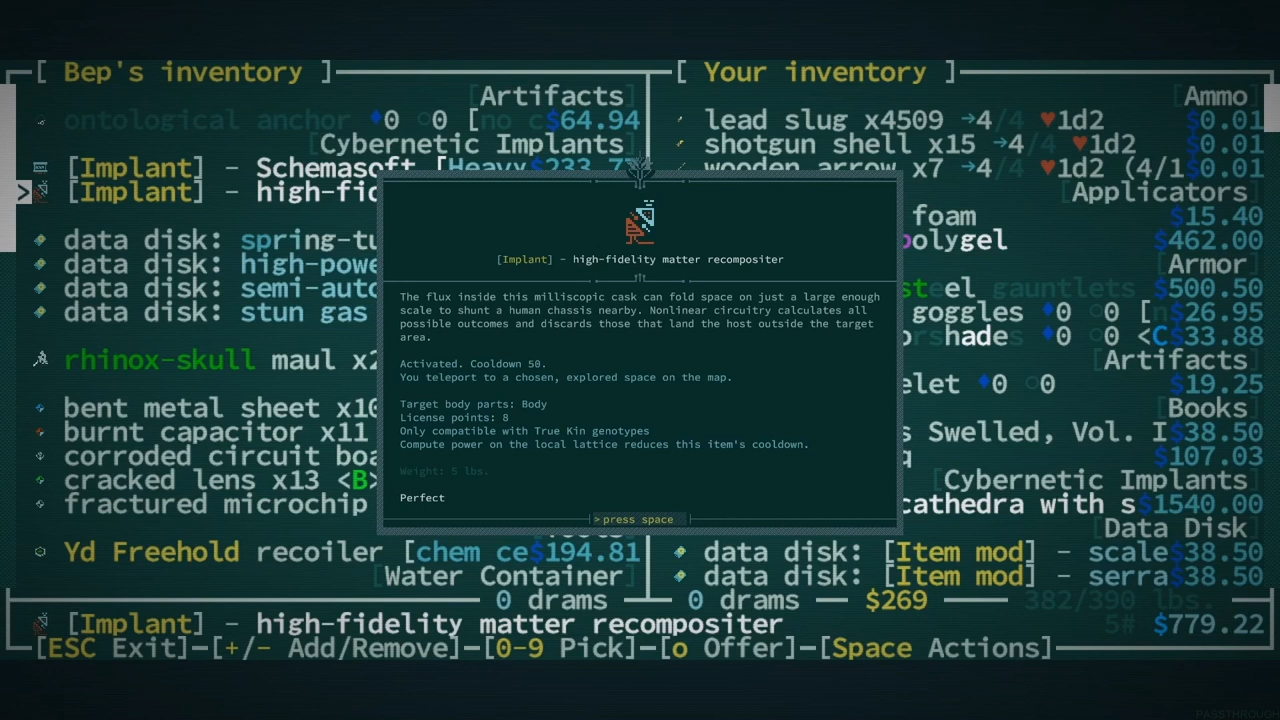 [ Bep's inventory ]
[Artifacts]
ontological anchor ♦0 ○0 [no c$64.94
[Cybernetic Implants]
[Implant] – Schemasoft [Heavy$233.77
>[Implant] – high-fid
data disk: spring-tu
data disk: high-powe
data disk: semi-auto
data disk: stun gas
rhinox-skull maul x2
bent metal sheet x10
burnt capacitor x11
corroded circuit boa
cracked lens x13 <B>
fractured microchip
Yd Freehold recoiler [chem ce$194.81
[Water Container]
0 drams
[ Your inventory ]
[Ammo]
lead slug x4509 →4/4 ♥1d2 $0.01
shotgun shell x15 →4/4 ♥1d2 $0.01
wooden arrow x7 →4/4 ♥1d2 (4/1$0.01
[Applicators]
foam $15.40
polygel $462.00
[Armor]
steel gauntlets $500.50
goggles ♦0 ○0 [n$26.95
shades ♦0 ○0 <C$33.88
[Artifacts]
elet ♦0 ○0 $19.25
[Books]
s Swelled, Vol. I$38.50
$107.03
[Cybernetic Implants]
cathedra with s$1540.00
[Data Disk]
data disk: [Item mod] – scale$38.50
data disk: [Item mod] – serra$38.50
0 drams — $269 382/390 lbs.
[Implant] – high-fidelity matter recompositer
The flux inside this milliscopic cask can fold space on just a large enough
scale to shunt a human chassis nearby. Nonlinear circuitry calculates all
possible outcomes and discards those that land the host outside the target
area.
Activated. Cooldown 50.
You teleport to a chosen, explored space on the map.
Target body parts: Body
License points: 8
Only compatible with True Kin genotypes
Compute power on the local lattice reduces this item's cooldown.
Weight: 5 lbs.
Perfect
>press space
[Implant] – high-fidelity matter recompositer 5# $779.22
[ESC Exit]–[+/- Add/Remove]–[0-9 Pick]–[o Offer]–[Space Actions]